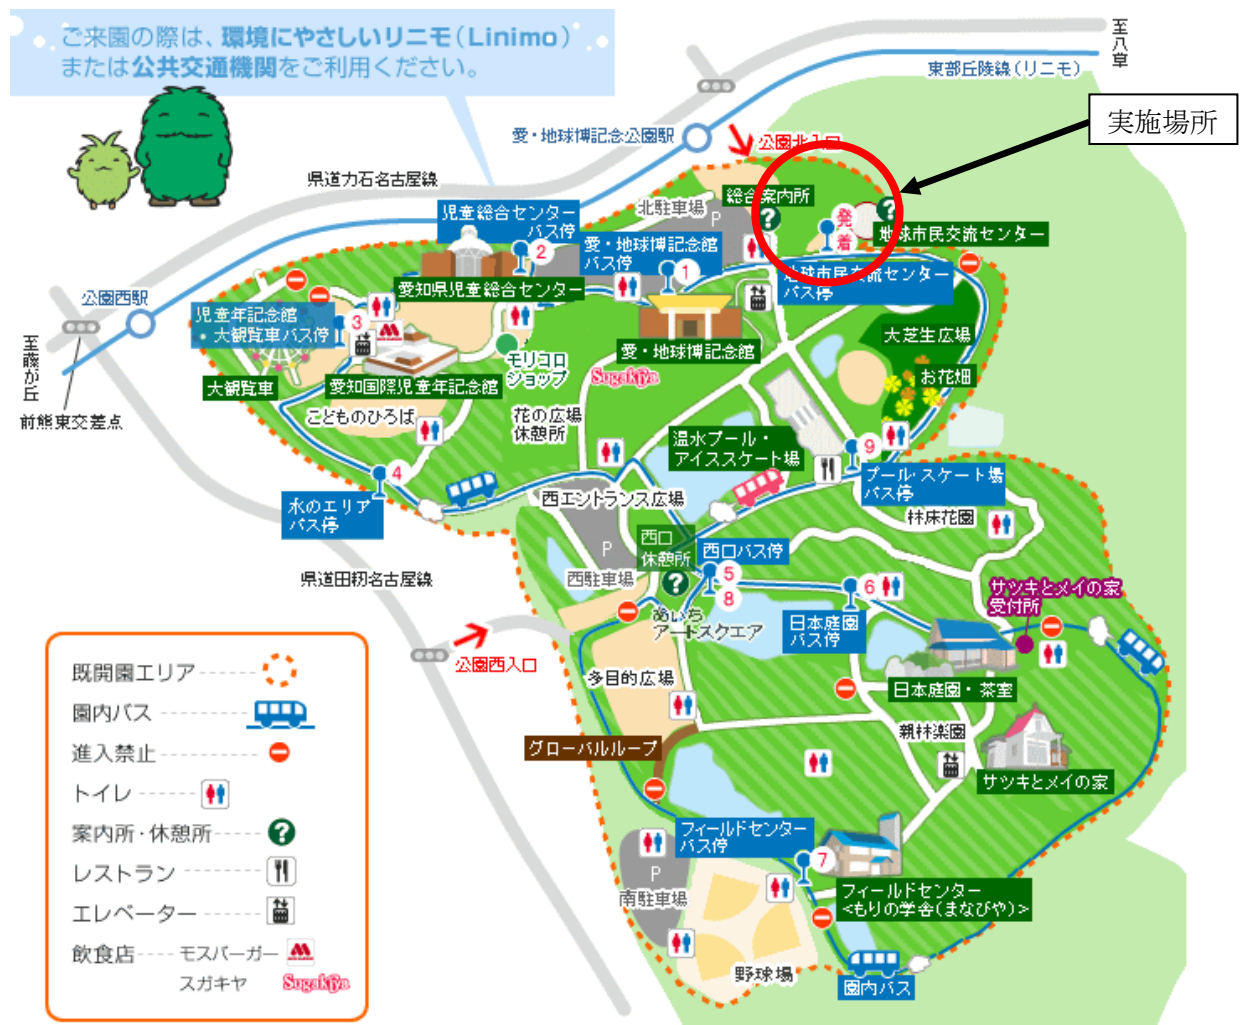 ご来園の際は、環境にやさしいリニモ(Linimo)
または公共交通機関をご利用ください。
至八草
東部丘陵線(リニモ)
実施場所
愛・地球博記念公園駅
公園北入口
県道力石名古屋線
児童総合センター
バス停
北駐車場
P
総合案内所
?
発着
?
地球市民交流センター
愛・地球博記念館
バス停
2
1
地球市民交流センター
バス停
愛知県児童総合センター
公園西駅
児童年記念館
・大観覧車バス停
3
至藤が丘
前熊東交差点
大観覧車
愛知国際児童年記念館
モリコロ
ショップ
愛・地球博記念館
Sugakiya
大芝生広場
お花畑
こどものひろば
花の広場
休憩所
温水プール・
アイススケート場
9
プール・スケート場
バス停
4
水のエリア
バス停
西エントランス広場
林床花園
西口
休憩所
?
西口バス停
5
8
P
西駐車場
県道田籾名古屋線
あいち
アートスクエア
6
日本庭園
バス停
サツキとメイの家
受付所
公園西入口
多目的広場
日本庭園・茶室
親林楽園
グローバルループ
サツキとメイの家
フィールドセンター
バス停
7
P
南駐車場
フィールドセンター
<もりの学舎(まなびや)>
野球場
園内バス
既開園エリア
園内バス
進入禁止
トイレ
案内所・休憩所
?
レストラン
エレベーター
飲食店
モスバーガー
スガキヤ
Sugakiya